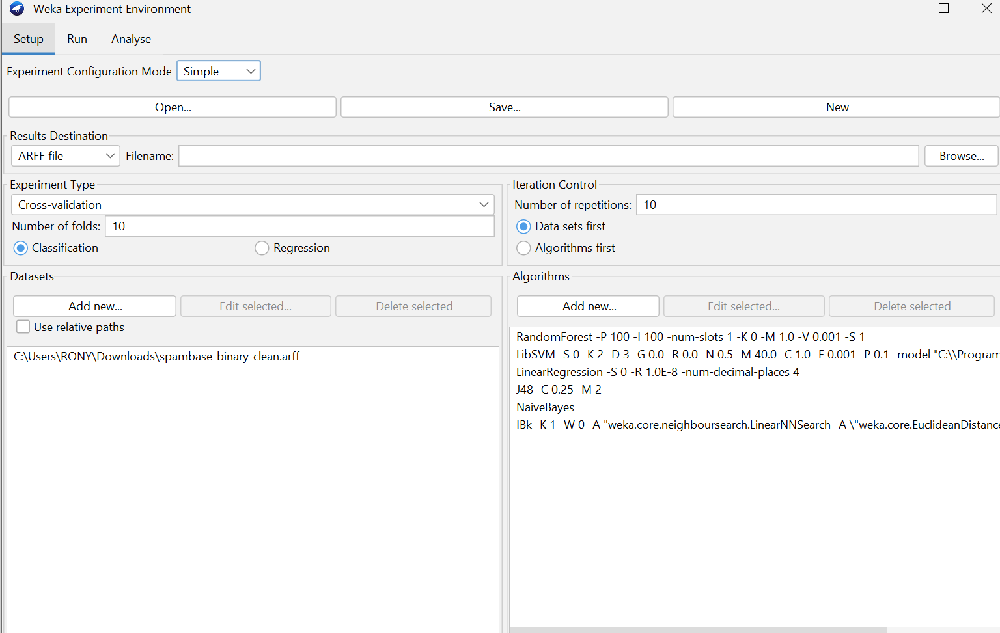 Weka Experiment Environment
Setup Run Analyse
Experiment Configuration Mode Simple
Open... Save... New
Results Destination
ARFF file Filename: Browse...
Experiment Type
Cross-validation
Number of folds: 10
Classification Regression
Iteration Control
Number of repetitions: 10
Data sets first
Algorithms first
Datasets
Add new... Edit selected... Delete selected
Use relative paths
C:\Users\RONY\Downloads\spambase_binary_clean.arff
Algorithms
Add new... Edit selected... Delete selected
RandomForest -P 100 -I 100 -num-slots 1 -K 0 -M 1.0 -V 0.001 -S 1
LibSVM -S 0 -K 2 -D 3 -G 0.0 -R 0.0 -N 0.5 -M 40.0 -C 1.0 -E 0.001 -P 0.1 -model "C:\\Program
LinearRegression -S 0 -R 1.0E-8 -num-decimal-places 4
J48 -C 0.25 -M 2
NaiveBayes
IBk -K 1 -W 0 -A "weka.core.neighboursearch.LinearNNSearch -A \"weka.core.EuclideanDistance